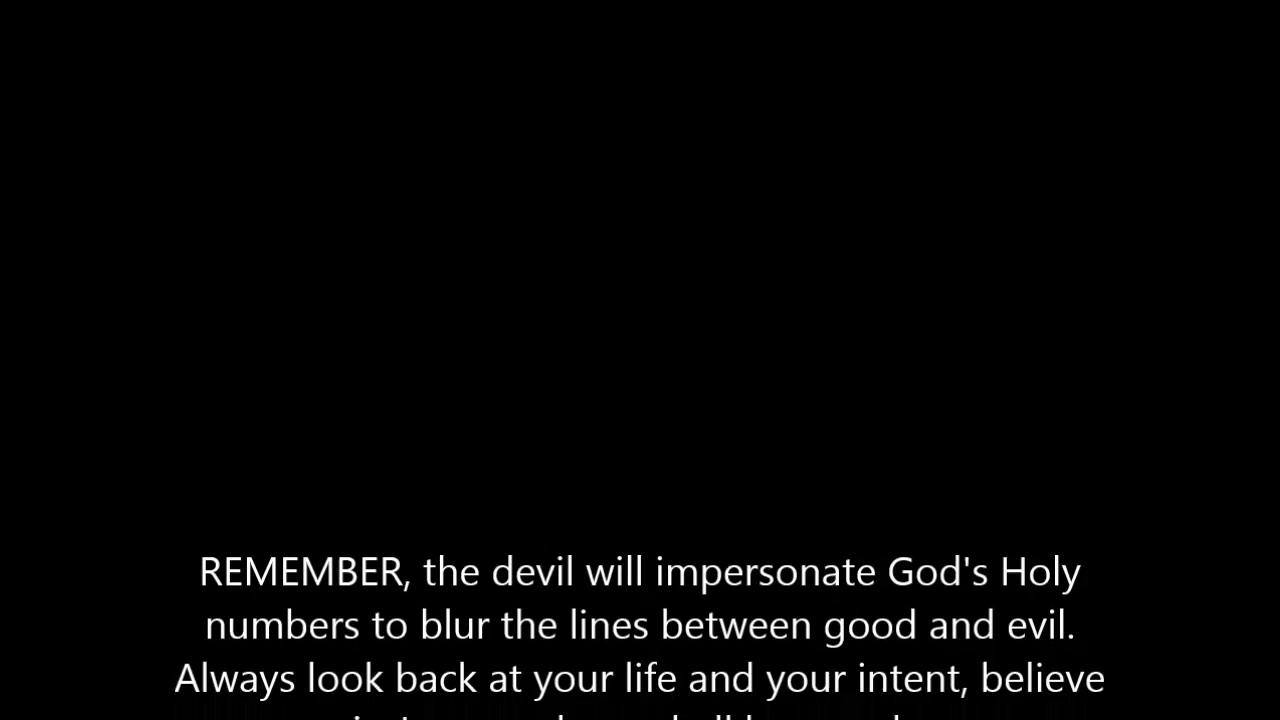 REMEMBER, the devil will impersonate God's Holy
numbers to blur the lines between good and evil.
Always look back at your life and your intent, believe